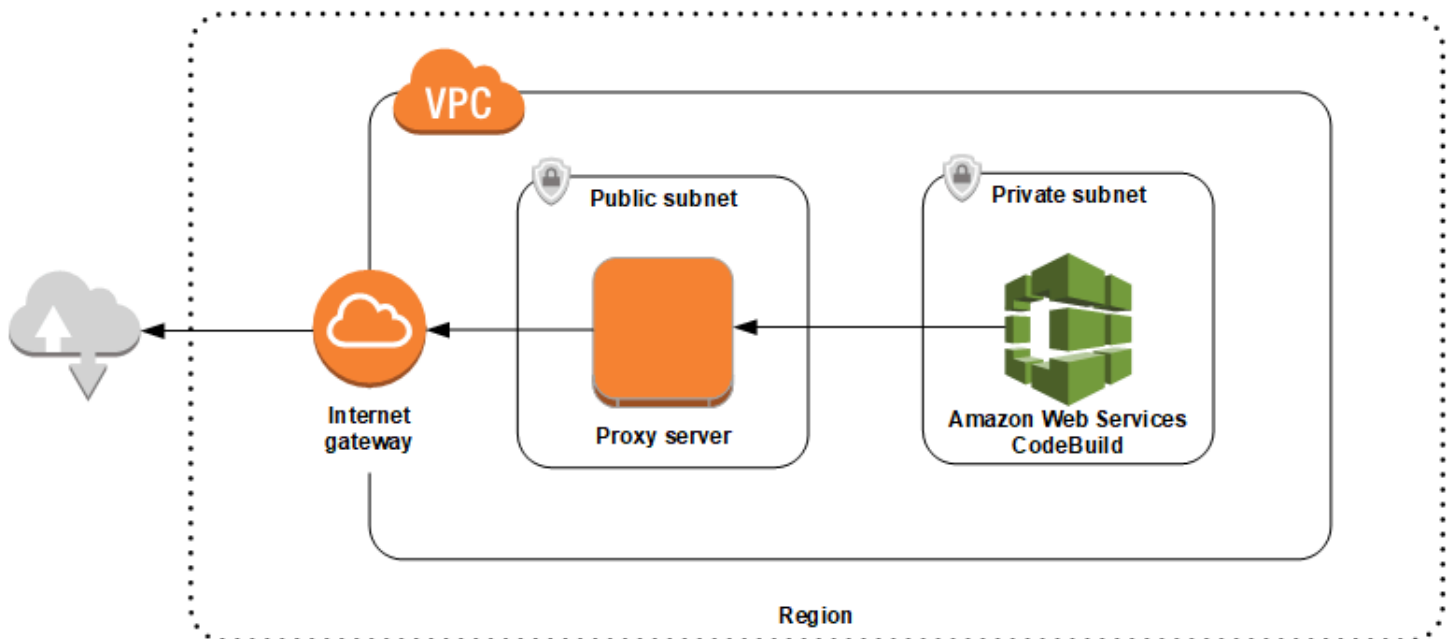 VPC
Public subnet
Private subnet
Internet
gateway
Proxy server
Amazon Web Services
CodeBuild
Region